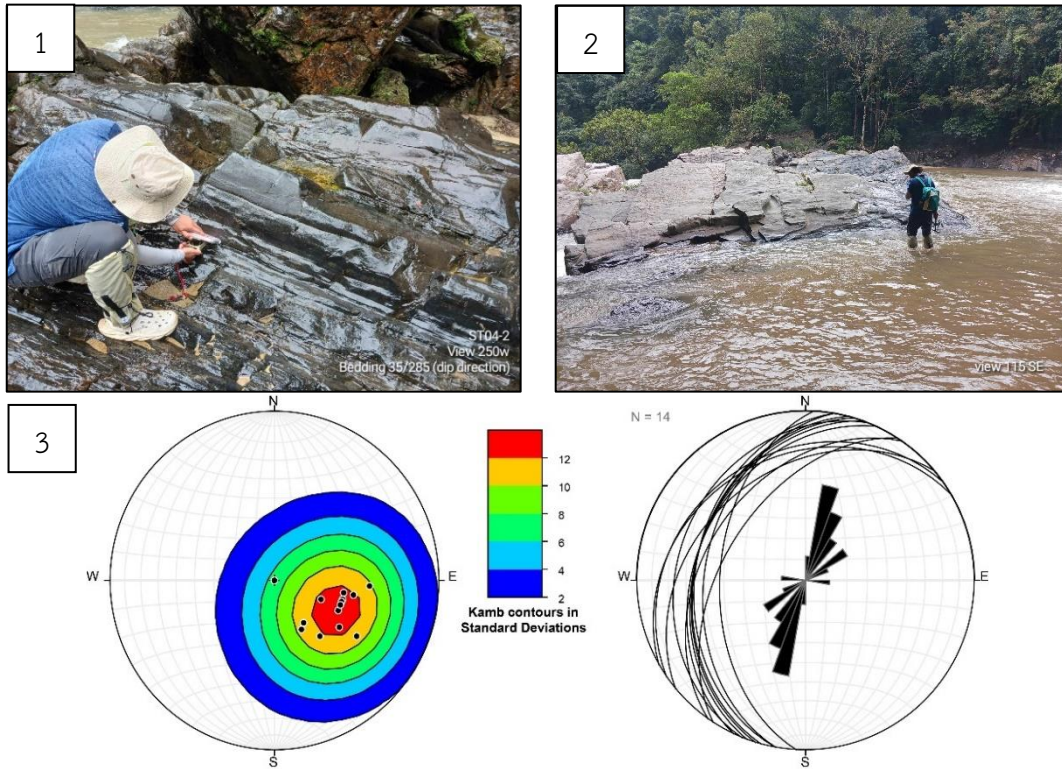 1
ST04-2
View 250w
Bedding 35/285 (dip direction)
2
view 115 SE
3
N
W
E
S
12
10
8
6
4
2
Kamb contours in
Standard Deviations
N = 14
N
W
E
S